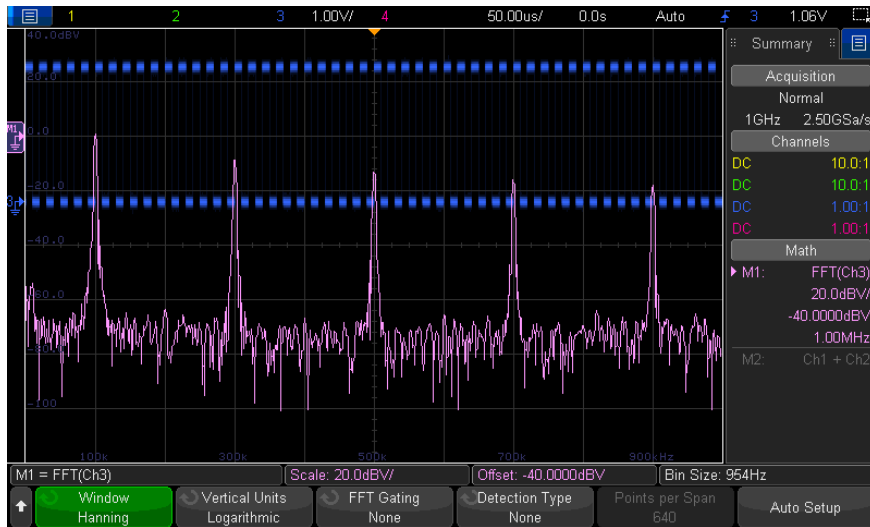 1 2 3 1.00V/ 4 50.00us/ 0.0s Auto 3 1.06V
40.0dBV
20.0
M1 0.0
-20.0
3
-40.0
-60.0
-80.0
-100
100k 300k 500k 700k 900kHz
Summary
Acquisition
Normal
1GHz 2.50GSa/s
Channels
DC 10.0:1
DC 10.0:1
DC 1.00:1
DC 1.00:1
Math
M1: FFT(Ch3)
20.0dBV/
-40.0000dBV
1.00MHz
M2: Ch1 + Ch2
M1 = FFT(Ch3) Scale: 20.0dBV/ Offset: -40.0000dBV Bin Size: 954Hz
Window Vertical Units FFT Gating Detection Type Points per Span Auto Setup
Hanning Logarithmic None None 640